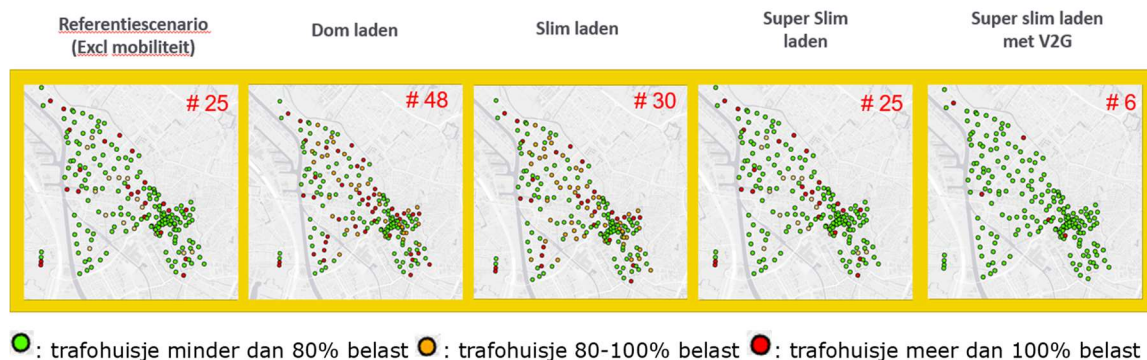 Referentiescenario
(Excl mobiliteit)
Dom laden
Slim laden
Super Slim
laden
Super slim laden
met V2G
# 25
# 48
# 30
# 25
# 6
: trafohuisje minder dan 80% belast : trafohuisje 80-100% belast : trafohuisje meer dan 100% belast